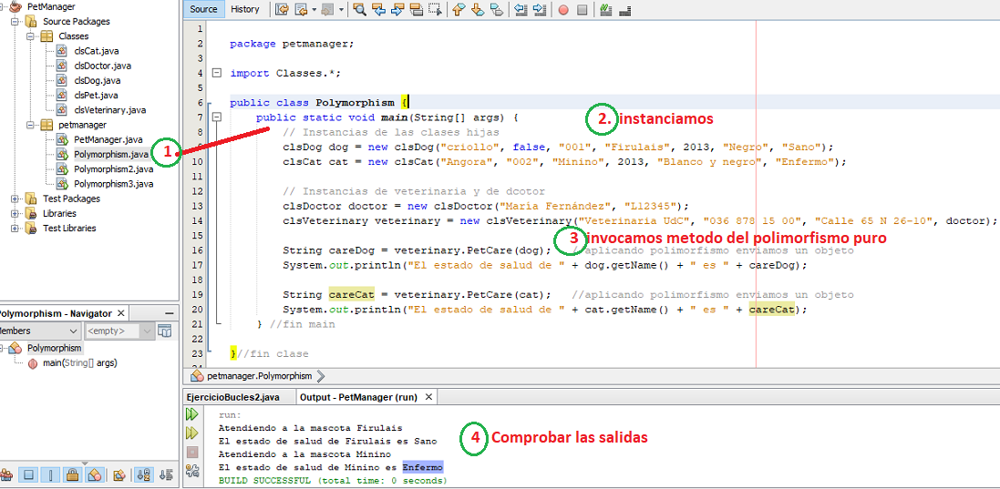 PetManager
Source Packages
Classes
clsCat.java
clsDoctor.java
clsDog.java
clsPet.java
clsVeterinary.java
petmanager
PetManager.java
Polymorphism.java
Polymorphism2.java
Polymorphism3.java
Test Packages
Libraries
Test Libraries
1
Polymorphism - Navigator
Members
<empty>
Polymorphism
main(String[] args)
Source History
1
2 package petmanager;
3
4 import Classes.*;
5
6 public class Polymorphism {
7 public static void main(String[] args) {
2. instanciamos
8 // Instancias de las clases hijas
9 clsDog dog = new clsDog("criollo", false, "001", "Firulais", 2013, "Negro", "Sano");
10 clsCat cat = new clsCat("Angora", "002", "Minino", 2013, "Blanco y negro", "Enfermo");
11
12 // Instancias de veterinaria y de dcotor
13 clsDoctor doctor = new clsDoctor("María Fernández", "L12345");
14 clsVeterinary veterinary = new clsVeterinary("Veterinaria UdC", "036 878 15 00", "Calle 65 N 26-10", doctor);
15
3 invocamos metodo del polimorfismo puro
16 String careDog = veterinary.PetCare(dog); //aplicando polimorfismo enviamos un objeto
17 System.out.println("El estado de salud de " + dog.getName() + " es " + careDog);
18
19 String careCat = veterinary.PetCare(cat); //aplicando polimorfismo enviamos un objeto
20 System.out.println("El estado de salud de " + cat.getName() + " es " + careCat);
21 } //fin main
22
23 }//fin clase
24
petmanager.Polymorphism
EjercicioBucles2.java Output - PetManager (run)
run:
Atendiendo a la mascota Firulais
El estado de salud de Firulais es Sano
4 Comprobar las salidas
Atendiendo a la mascota Minino
El estado de salud de Minino es Enfermo
BUILD SUCCESSFUL (total time: 0 seconds)